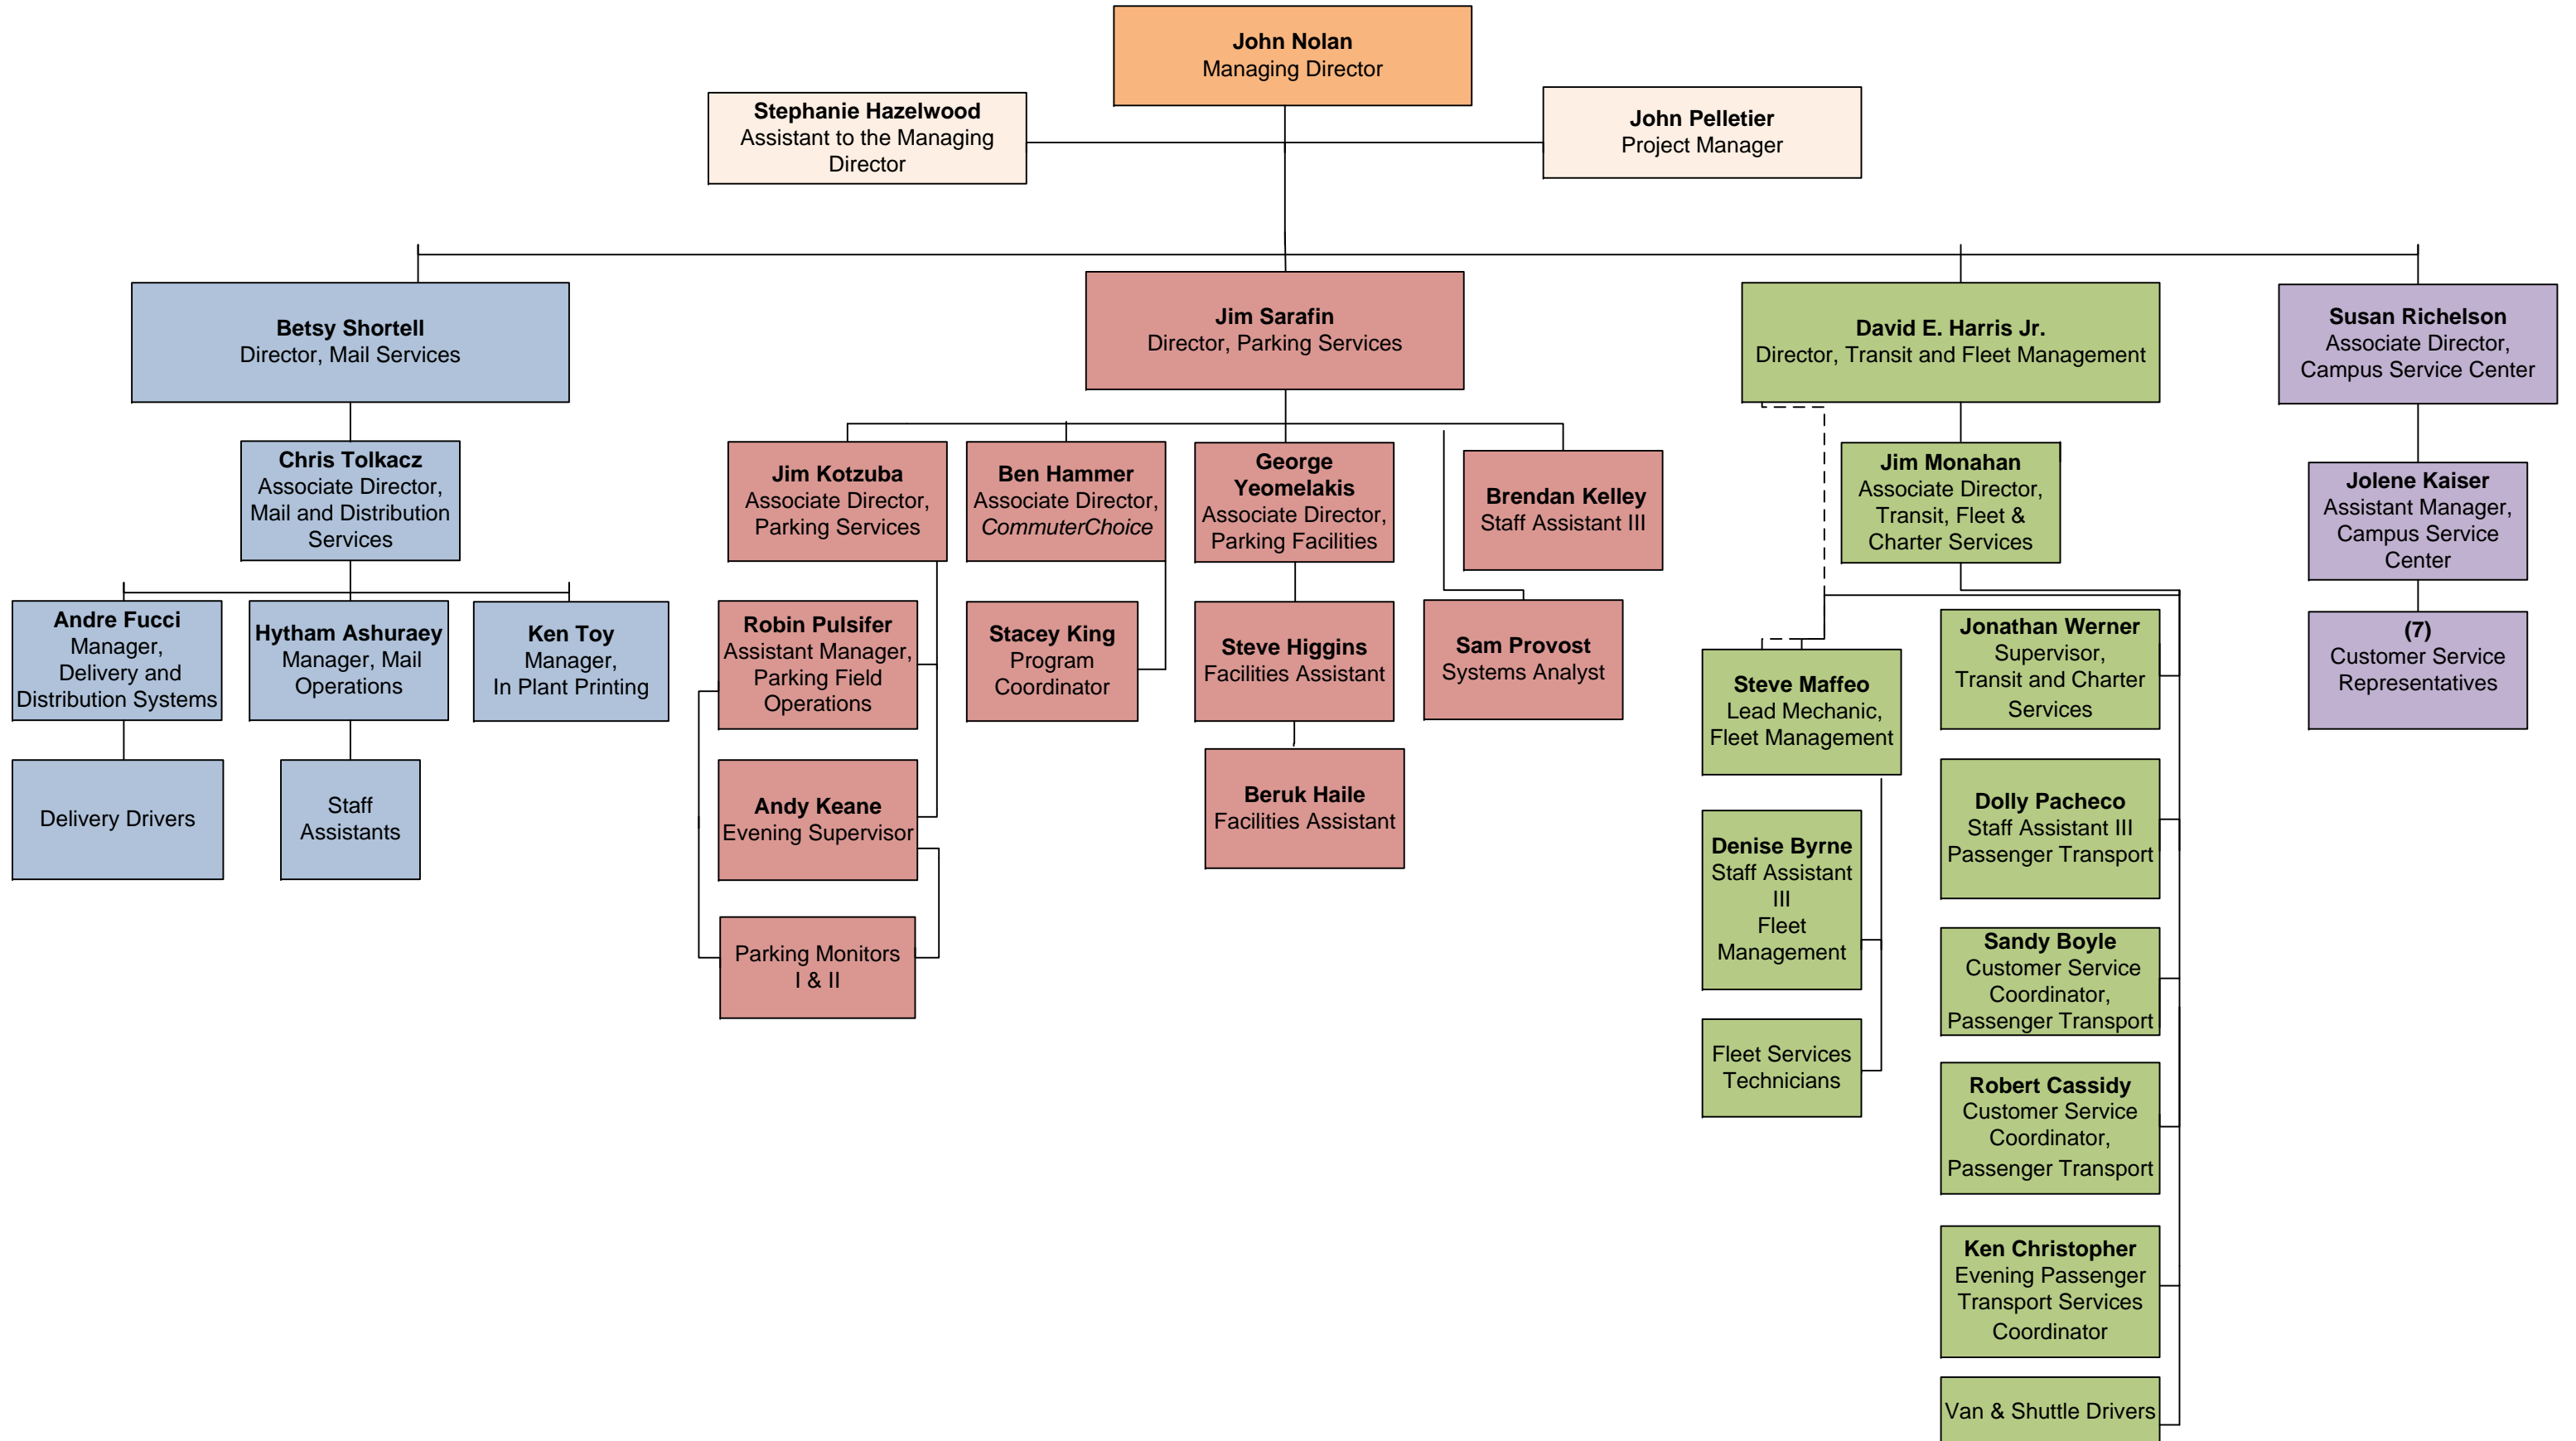 John Nolan
Managing Director
Stephanie Hazelwood
Assistant to the Managing
Director
John Pelletier
Project Manager
Betsy Shortell
Director, Mail Services
Jim Sarafin
Director, Parking Services
David E. Harris Jr.
Director, Transit and Fleet Management
Susan Richelson
Associate Director,
Campus Service Center
Chris Tolkacz
Associate Director,
Mail and Distribution
Services
Jim Kotzuba
Associate Director,
Parking Services
Ben Hammer
Associate Director,
CommuterChoice
George
Yeomelakis
Associate Director,
Parking Facilities
Brendan Kelley
Staff Assistant III
Jim Monahan
Associate Director,
Transit, Fleet &
Charter Services
Jolene Kaiser
Assistant Manager,
Campus Service
Center
Andre Fucci
Manager,
Delivery and
Distribution Systems
Hytham Ashuraey
Manager, Mail
Operations
Ken Toy
Manager,
In Plant Printing
Robin Pulsifer
Assistant Manager,
Parking Field
Operations
Stacey King
Program
Coordinator
Steve Higgins
Facilities Assistant
Sam Provost
Systems Analyst
Steve Maffeo
Lead Mechanic,
Fleet Management
Jonathan Werner
Supervisor,
Transit and Charter
Services
(7)
Customer Service
Representatives
Delivery Drivers
Staff
Assistants
Andy Keane
Evening Supervisor
Beruk Haile
Facilities Assistant
Denise Byrne
Staff Assistant
III
Fleet
Management
Dolly Pacheco
Staff Assistant III
Passenger Transport
Parking Monitors
I & II
Sandy Boyle
Customer Service
Coordinator,
Passenger Transport
Fleet Services
Technicians
Robert Cassidy
Customer Service
Coordinator,
Passenger Transport
Ken Christopher
Evening Passenger
Transport Services
Coordinator
Van & Shuttle Drivers